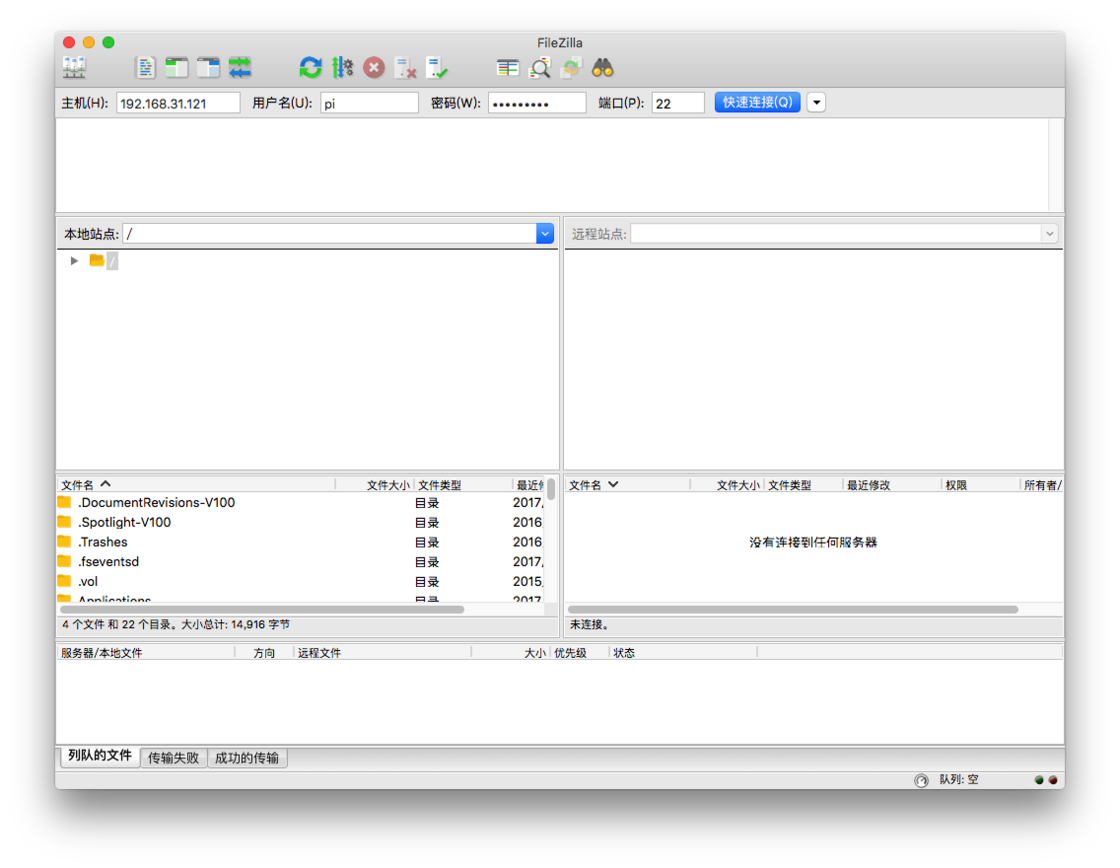 FileZilla
主机(H): 192.168.31.121 用户名(U): pi 密码(W): ••••••••• 端口(P): 22 快速连接(Q)
本地站点: /
远程站点:
/
文件名 文件大小 文件类型 最近修
.DocumentRevisions-V100 目录 2017,
.Spotlight-V100 目录 2016,
.Trashes 目录 2016,
.fseventsd 目录 2017,
.vol 目录 2015,
Applications 目录 2017
4 个文件 和 22 个目录。大小总计: 14,916 字节
文件名 文件大小 文件类型 最近修改 权限 所有者/
没有连接到任何服务器
未连接。
服务器/本地文件 方向 远程文件 大小 优先级 状态
列队的文件 传输失败 成功的传输
队列: 空